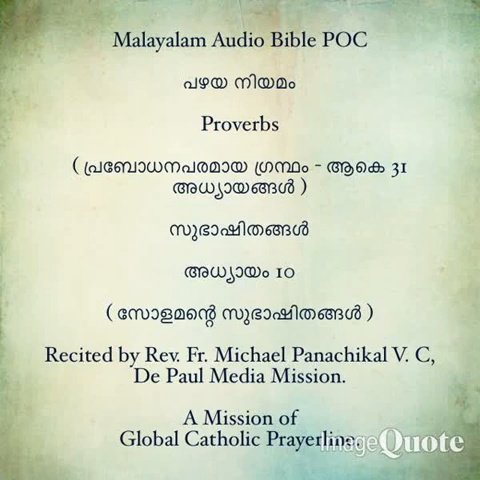 Malayalam Audio Bible POC
പഴയ നിയമം
Proverbs
( പ്രബോധനപരമായ ഗ്രന്ഥം - ആകെ 31
അധ്യായങ്ങൾ )
സുഭാഷിതങ്ങൾ
അധ്യായം 10
( സോളമന്റെ സുഭാഷിതങ്ങൾ )
Recited by Rev. Fr. Michael Panachikal V. C,
De Paul Media Mission.
A Mission of
Global Catholic Prayerline.
imageQuote